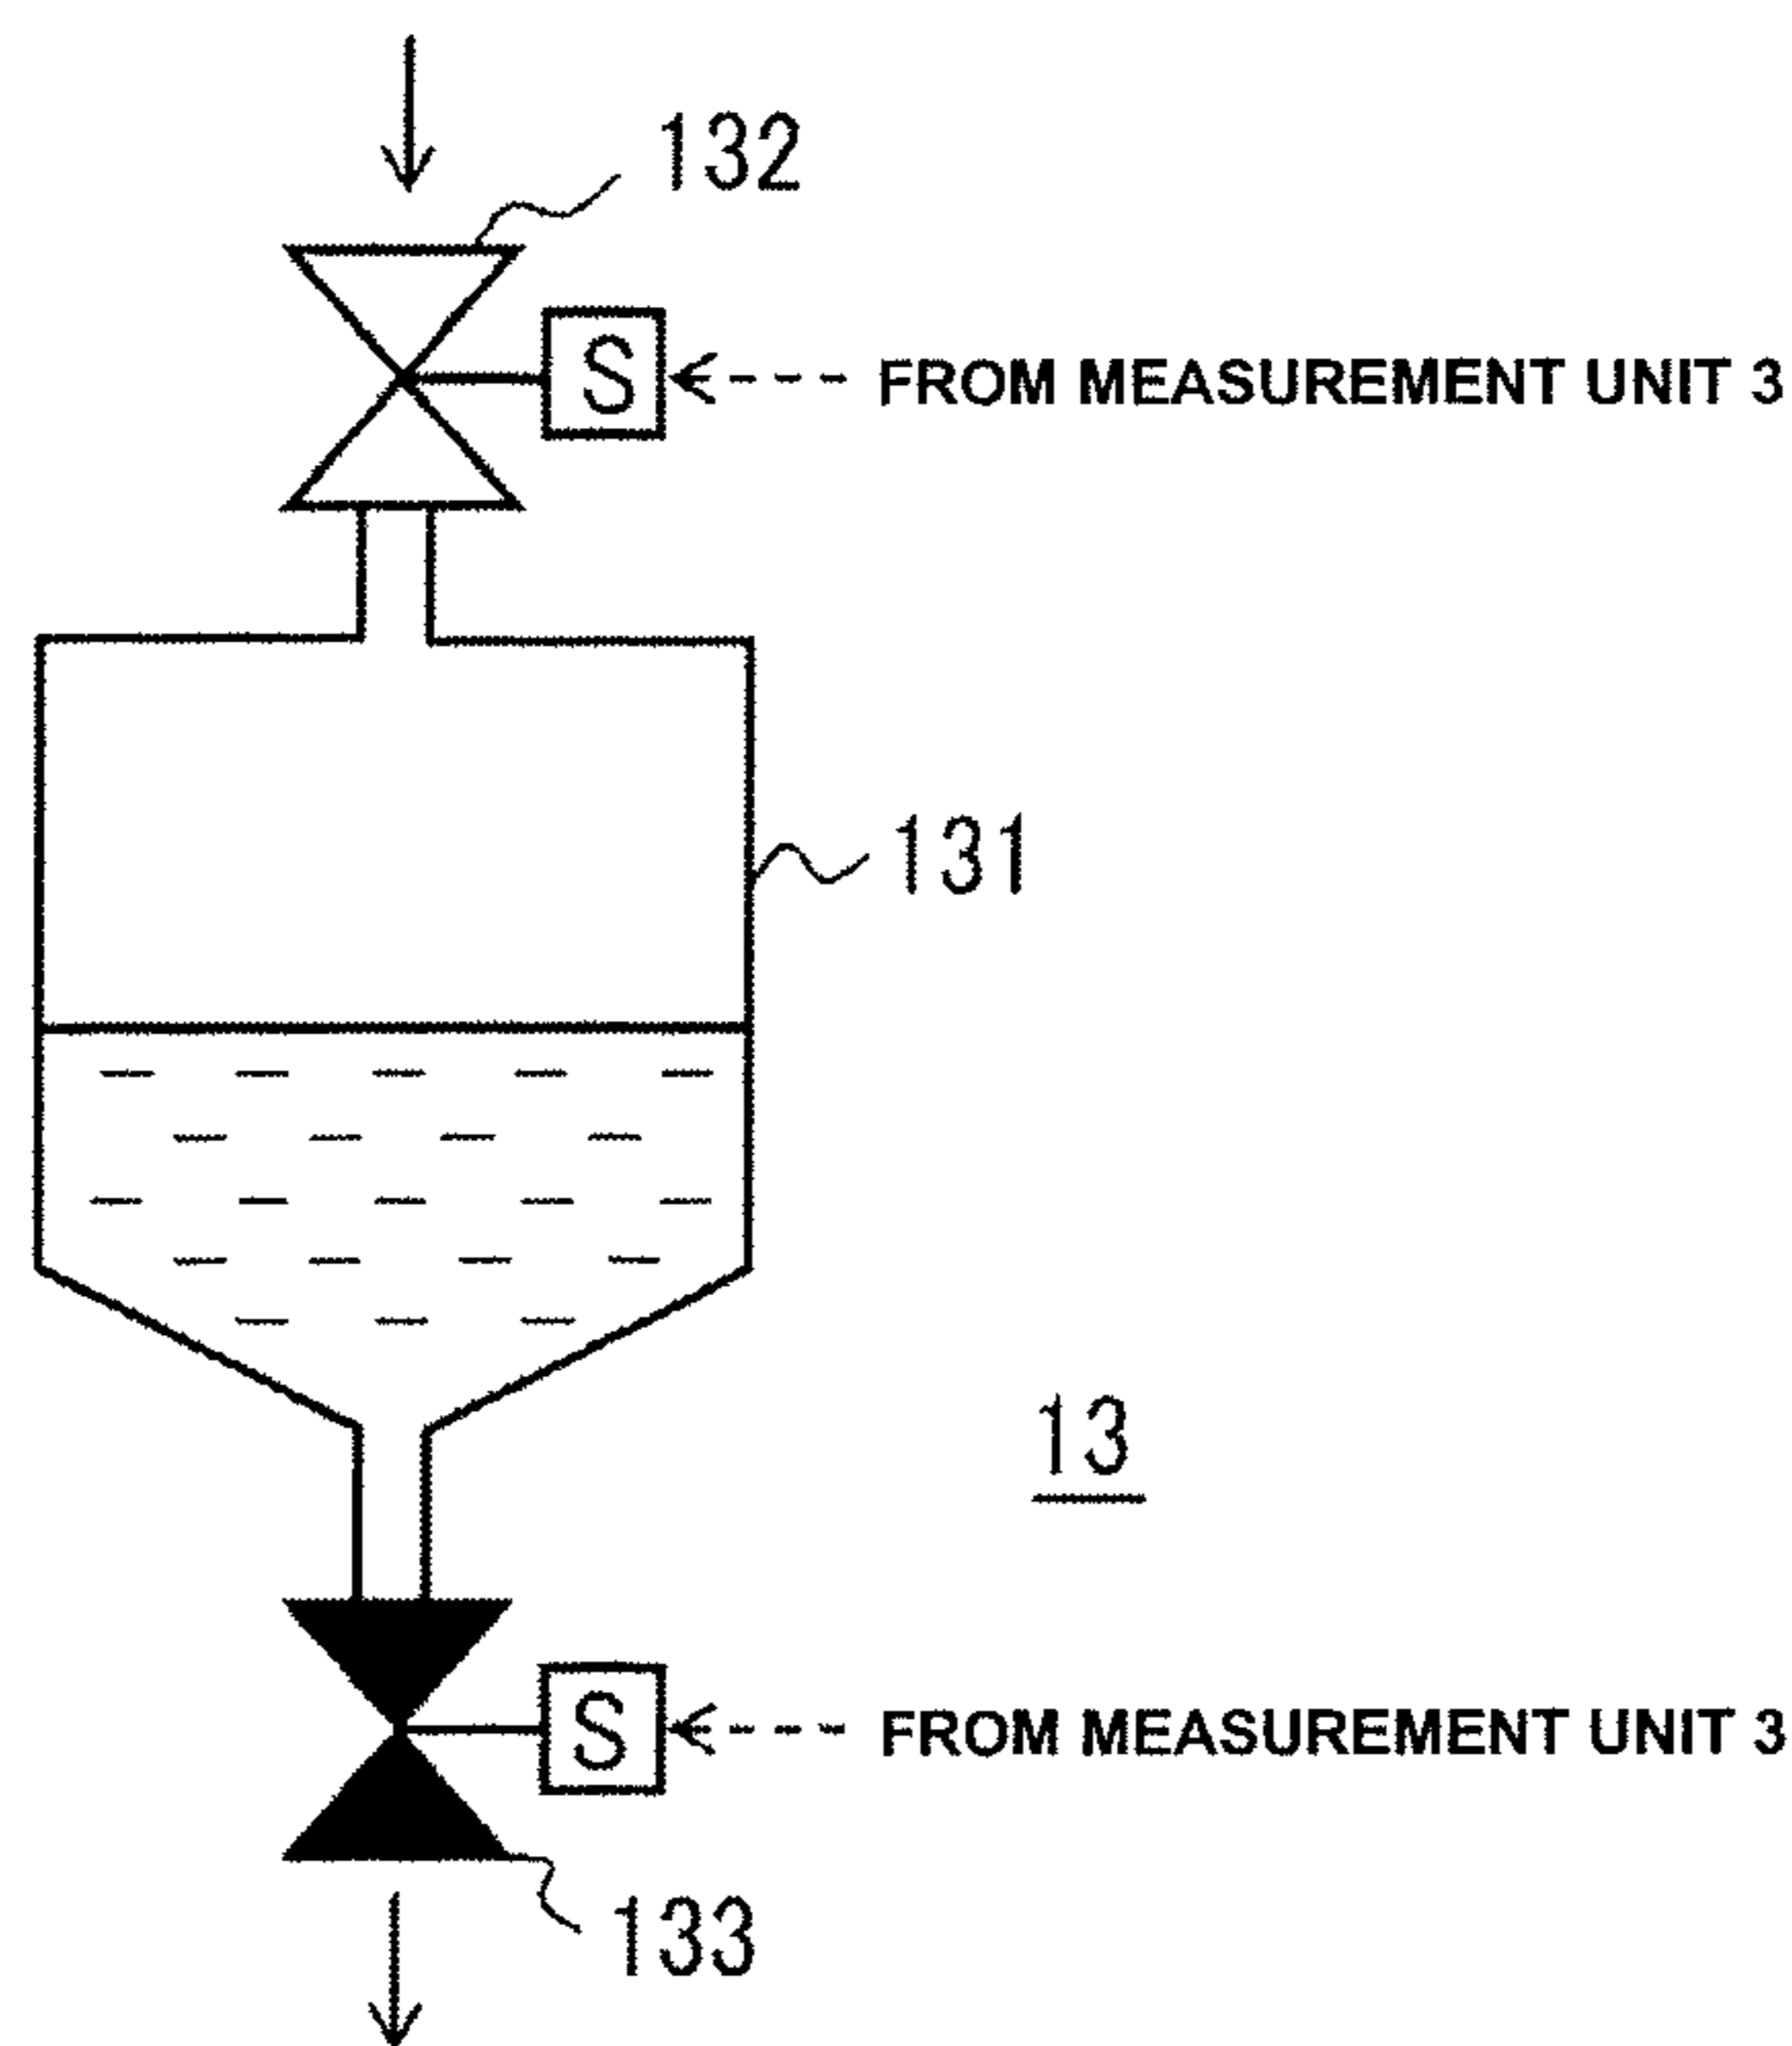 132
S
FROM MEASUREMENT UNIT 3
131
13
S
FROM MEASUREMENT UNIT 3
133